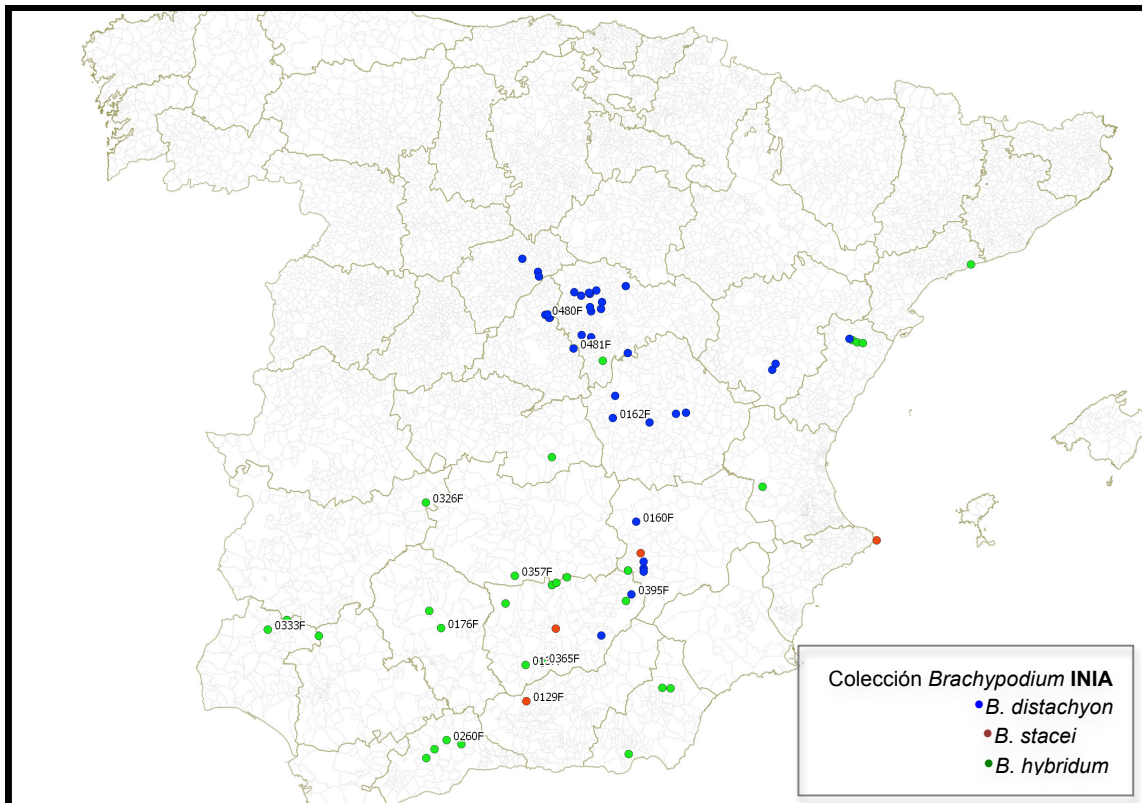 0480F
0481F
0162F
0326F
0160F
0357F
0395F
0333F
0176F
0365F
0129F
0260F
Colección Brachypodium INIA
B. distachyon
B. stacei
B. hybridum